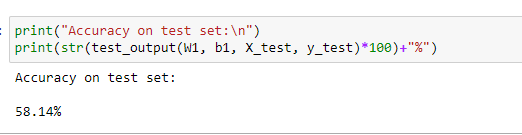 print("Accuracy on test set:\n")
print(str(test_output(W1, b1, X_test, y_test)*100)+"%")
Accuracy on test set:
58.14%